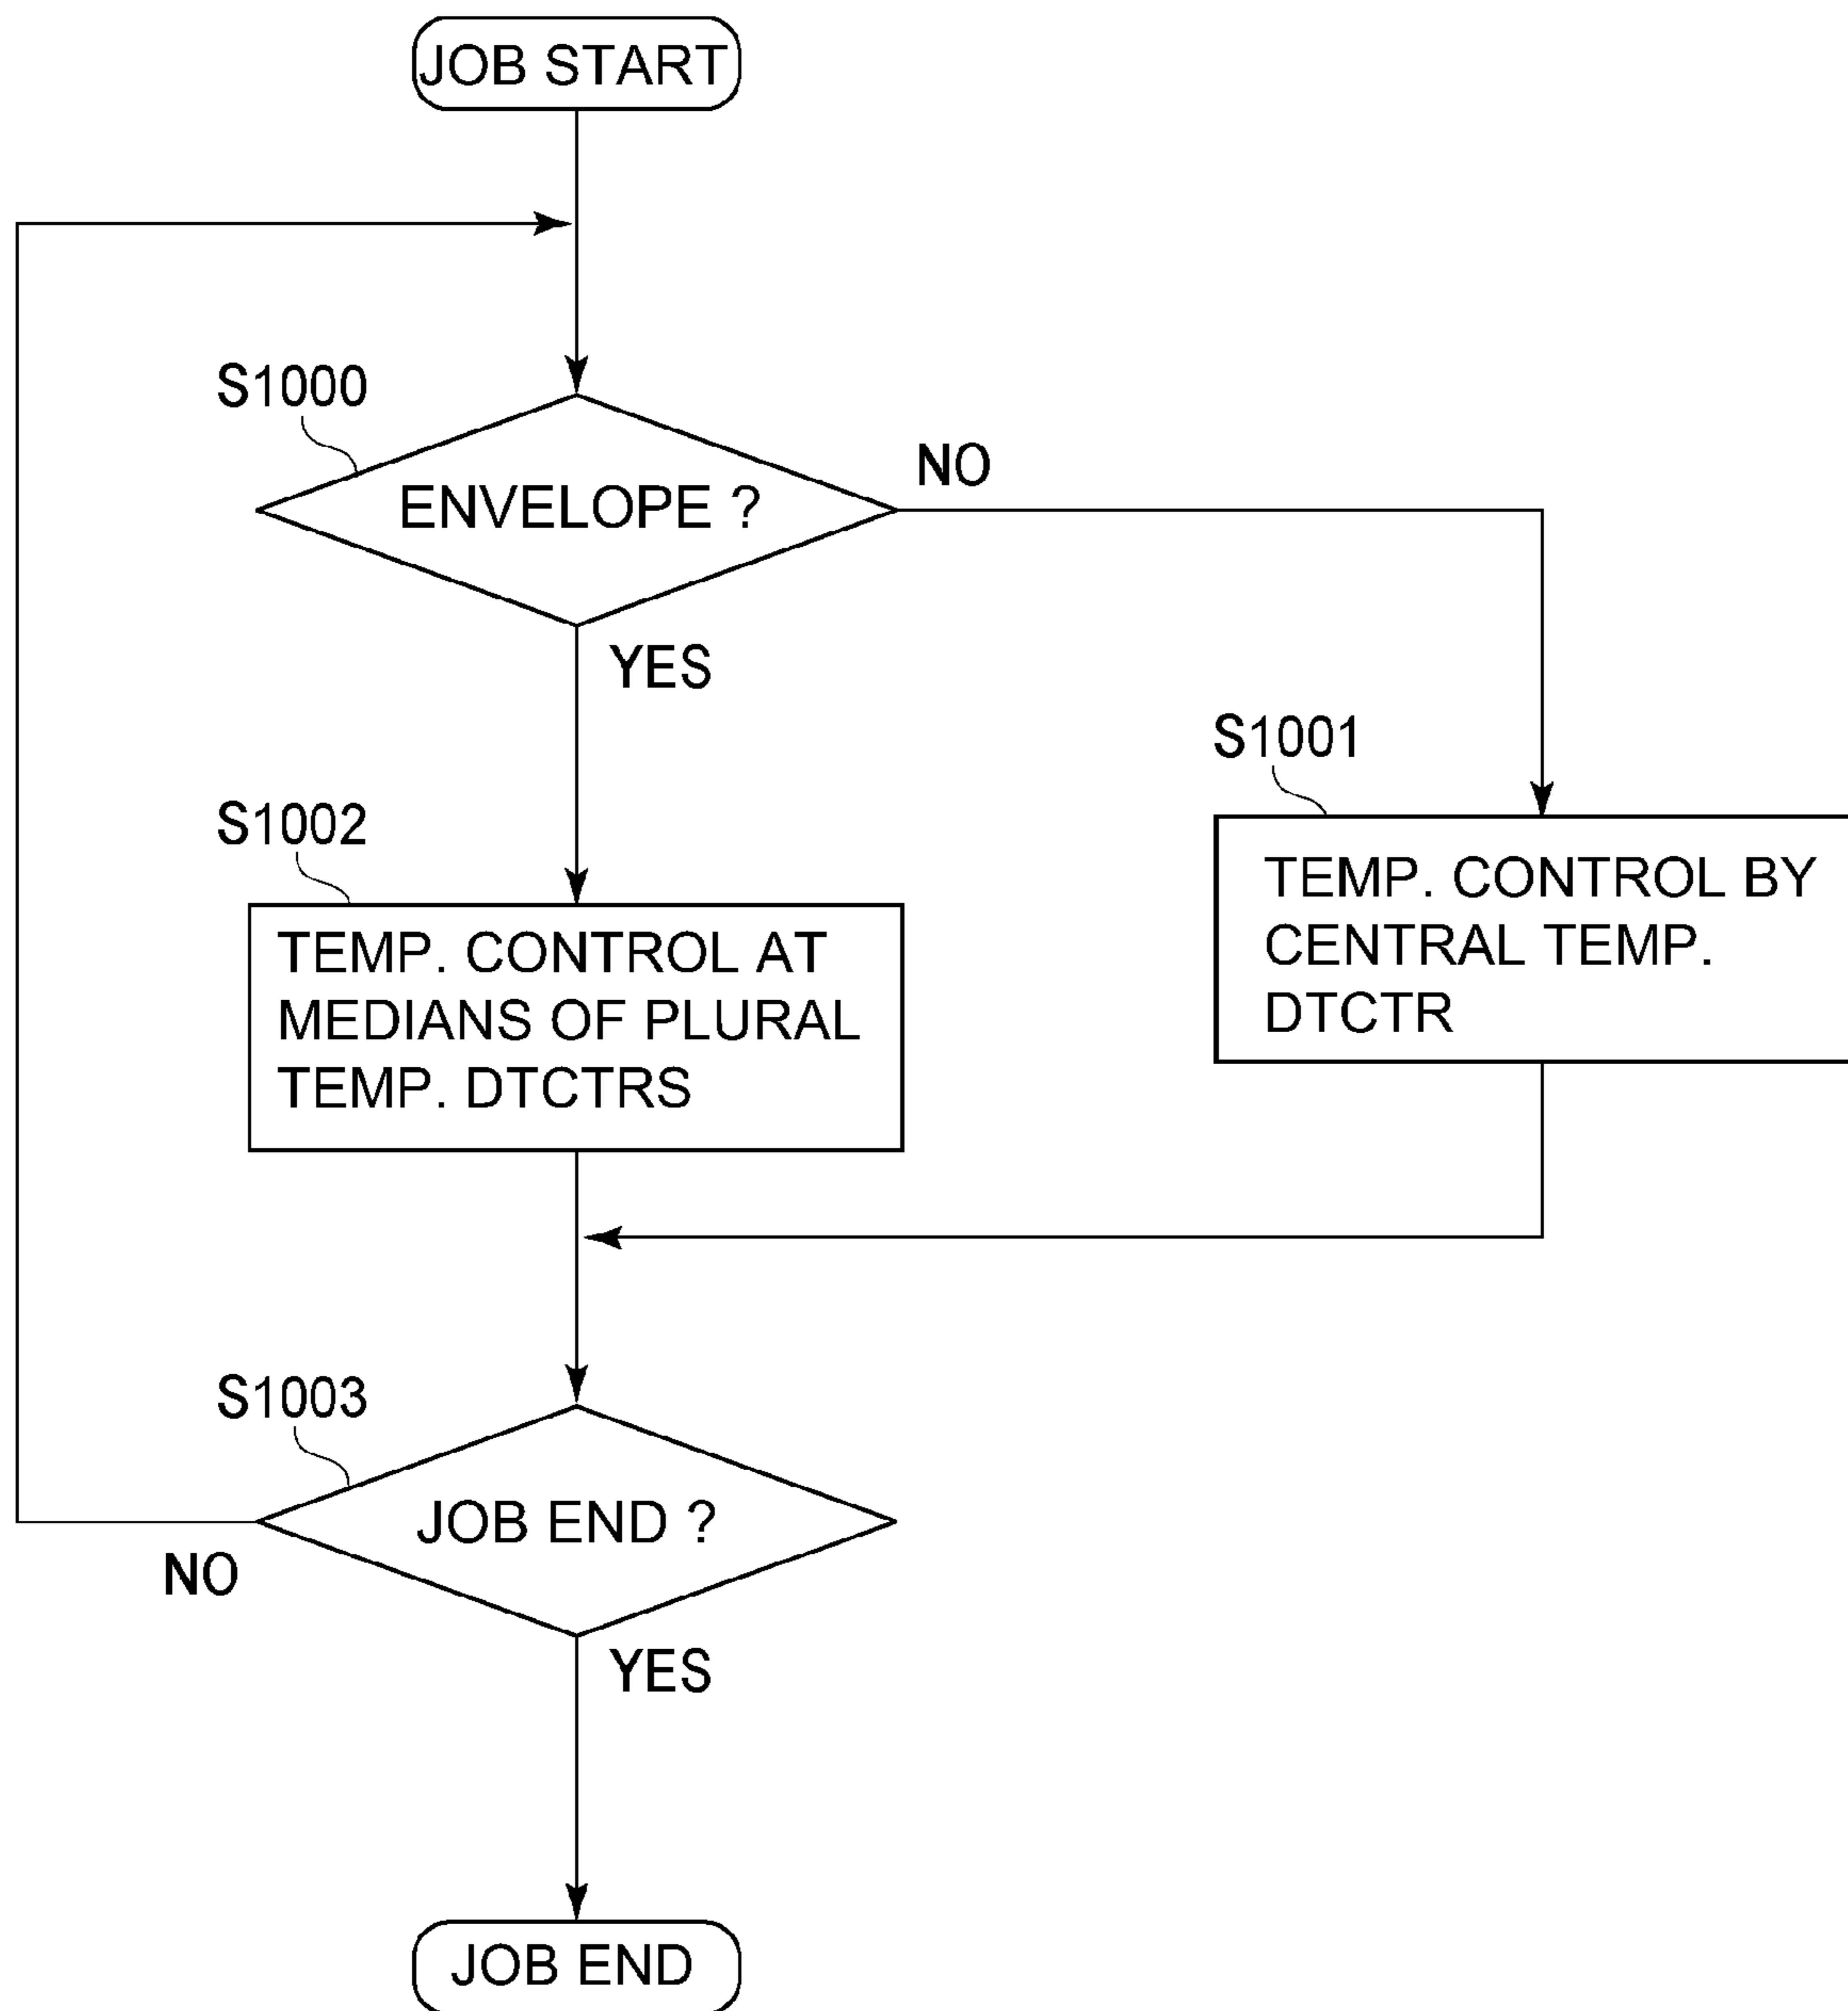 JOB START
S1000
ENVELOPE ?
NO
YES
S1001
TEMP. CONTROL BY
CENTRAL TEMP.
DTCTR
S1002
TEMP. CONTROL AT
MEDIANS OF PLURAL
TEMP. DTCTRS
S1003
JOB END ?
NO
YES
JOB END